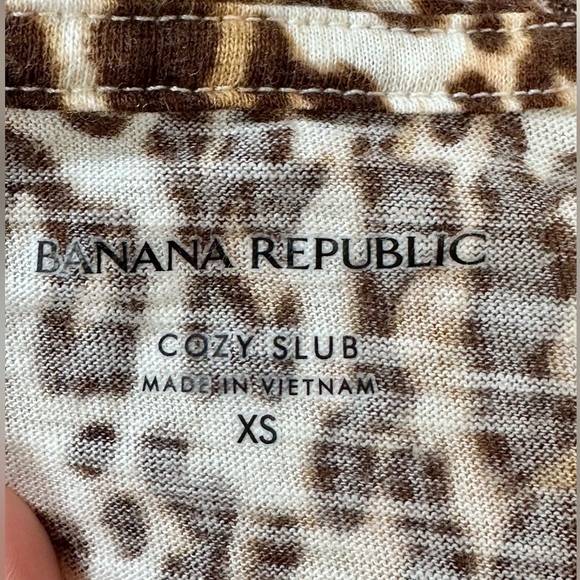 BANANA REPUBLIC
COZY SLUB
MADE IN VIETNAM
XS